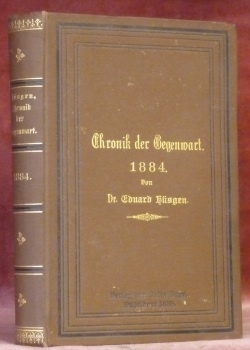 Hüsgen,
Chronik
der
Gegenwart.
1884.
Chronik der Gegenwart.
1884.
Von
Dr. Eduard Hüsgen.